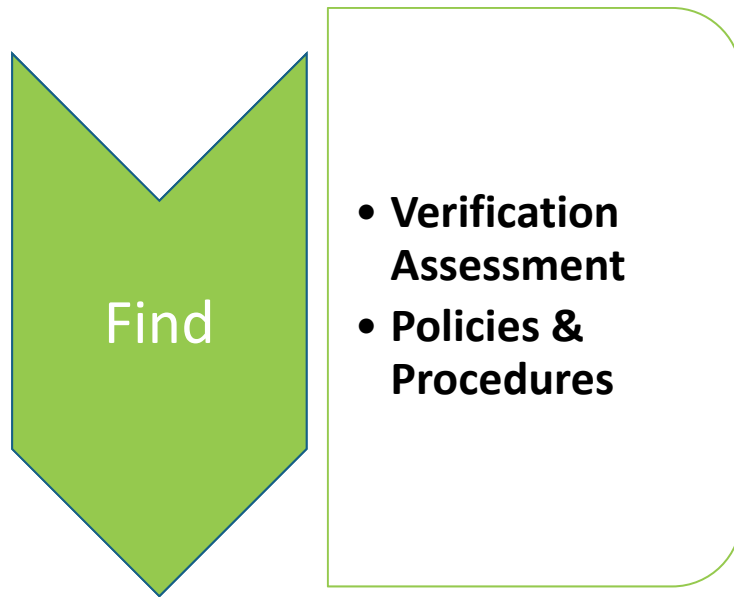 Find
• Verification
Assessment
• Policies &
Procedures